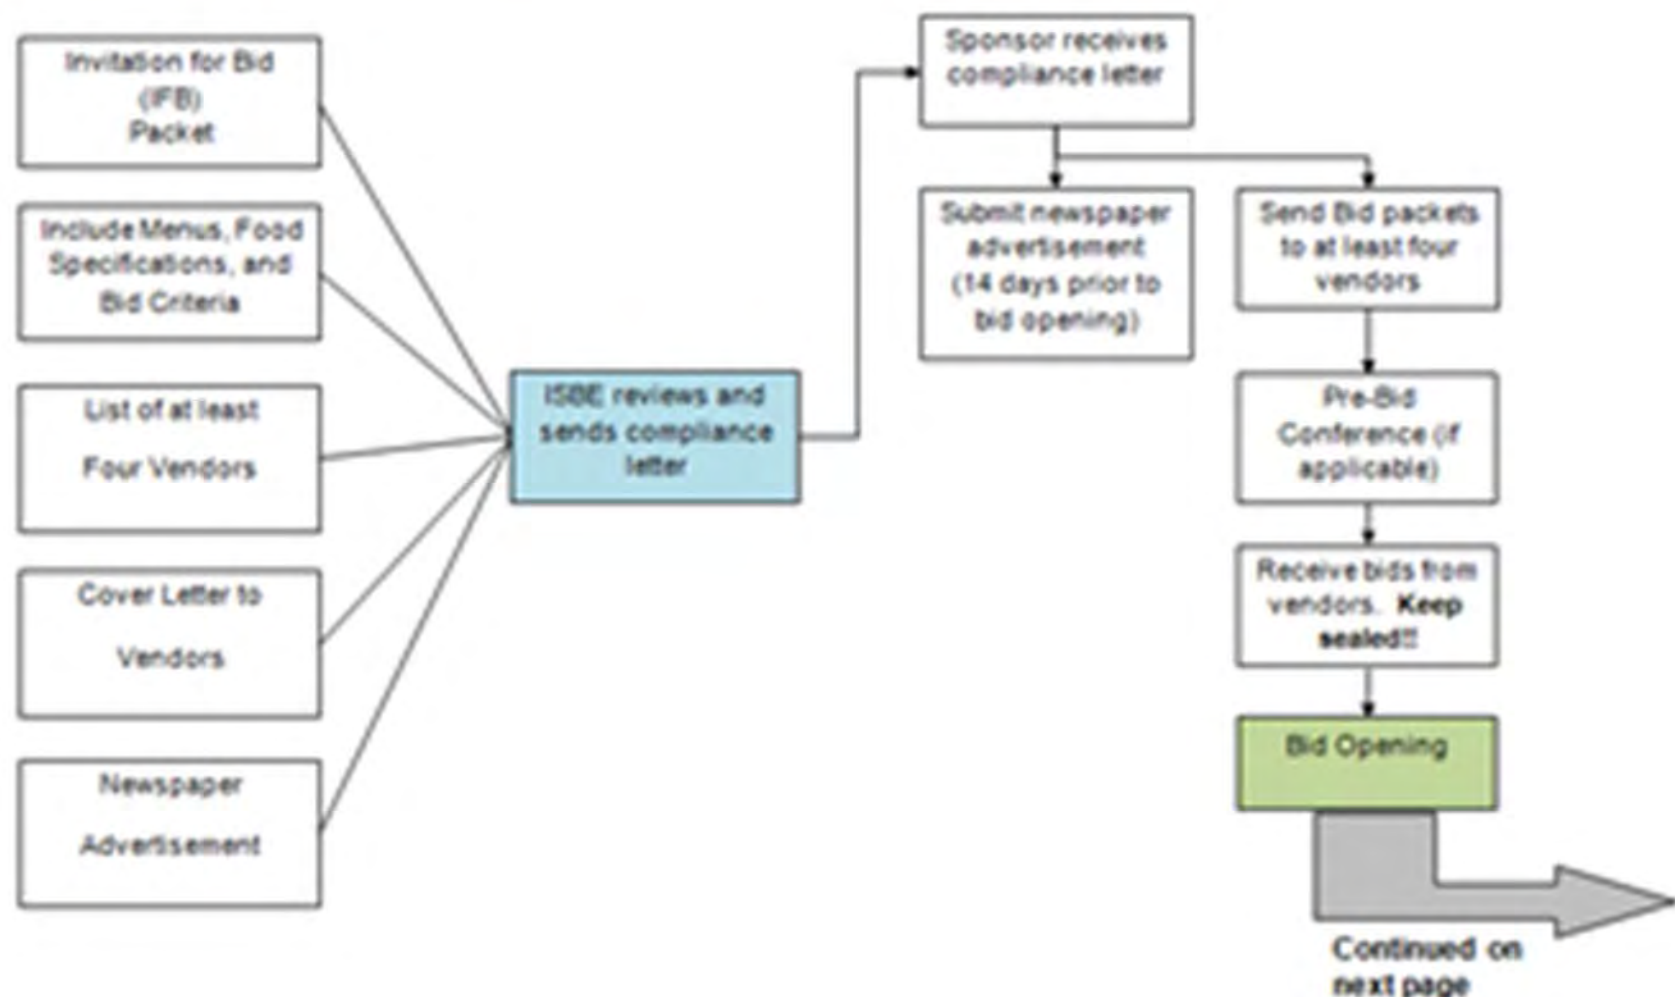 Invitation for Bid
(IFB)
Packet
Include Menus, Food
Specifications, and
Bid Criteria
List of at least
Four Vendors
Cover Letter to
Vendors
Newspaper
Advertisement
ISBE reviews and
sends compliance
letter
Sponsor receives
compliance letter
Submit newspaper
advertisement
(14 days prior to
bid opening)
Send Bid packets
to at least four
vendors
Pre-Bid
Conference (if
applicable)
Receive bids from
vendors. Keep
sealed!!
Bid Opening
Continued on
next page